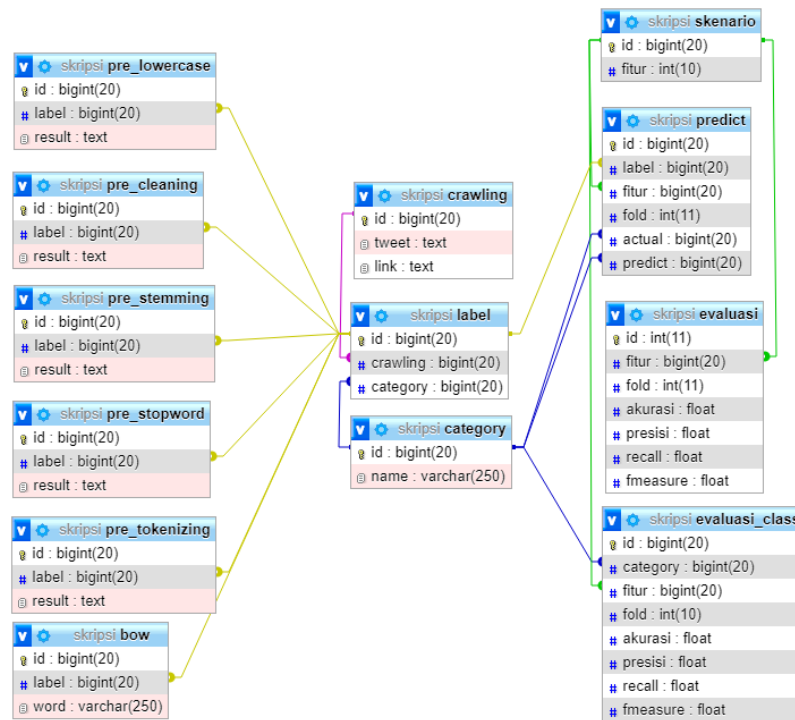 skripsi pre_lowercase
id : bigint(20)
label : bigint(20)
result : text
skripsi pre_cleaning
id : bigint(20)
label : bigint(20)
result : text
skripsi pre_stemming
id : bigint(20)
label : bigint(20)
result : text
skripsi pre_stopword
id : bigint(20)
label : bigint(20)
result : text
skripsi pre_tokenizing
id : bigint(20)
label : bigint(20)
result : text
skripsi bow
id : bigint(20)
label : bigint(20)
word : varchar(250)
skripsi crawling
id : bigint(20)
tweet : text
link : text
skripsi label
id : bigint(20)
crawling : bigint(20)
category : bigint(20)
skripsi category
id : bigint(20)
name : varchar(250)
skripsi skenario
id : bigint(20)
fitur : int(10)
skripsi predict
id : bigint(20)
label : bigint(20)
fitur : bigint(20)
fold : int(11)
actual : bigint(20)
predict : bigint(20)
skripsi evaluasi
id : int(11)
fitur : bigint(20)
fold : int(11)
akurasi : float
presisi : float
recall : float
fmeasure : float
skripsi evaluasi_class
id : bigint(20)
category : bigint(20)
fitur : bigint(20)
fold : int(10)
akurasi : float
presisi : float
recall : float
fmeasure : float